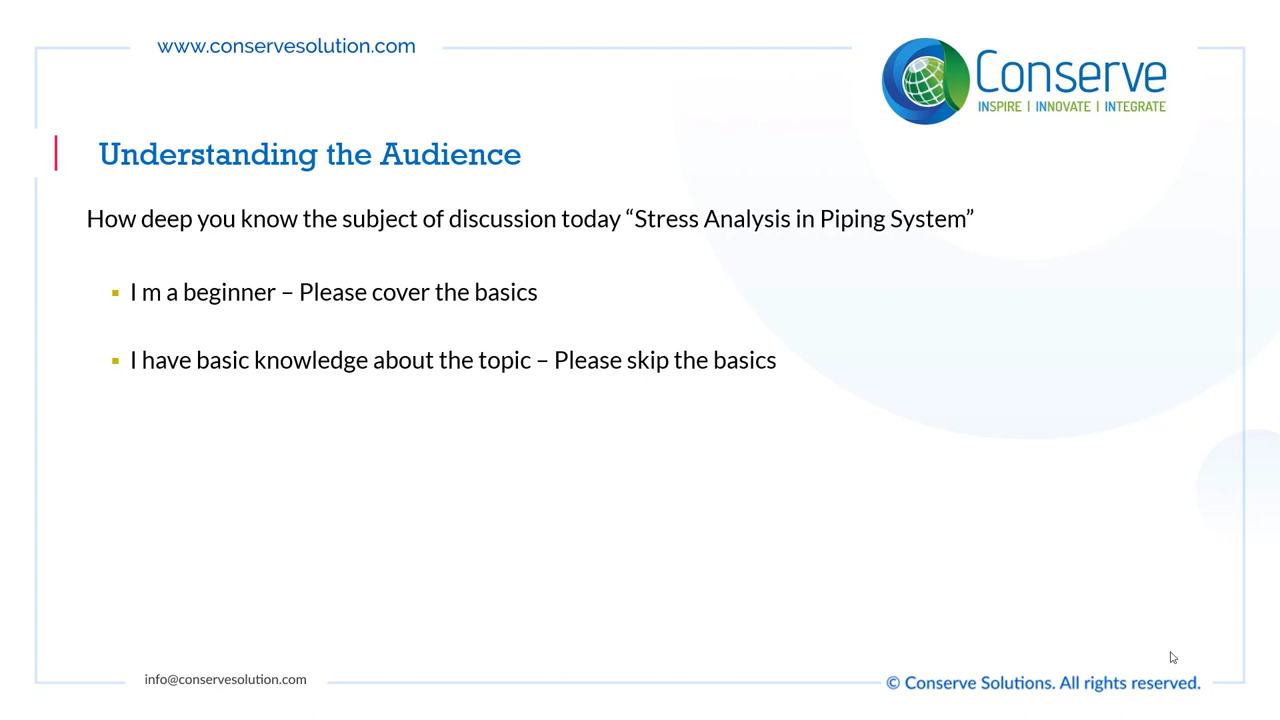 www.conservesolution.com
Conserve
INSPIRE | INNOVATE | INTEGRATE
Understanding the Audience
How deep you know the subject of discussion today “Stress Analysis in Piping System”
▪ I m a beginner – Please cover the basics
▪ I have basic knowledge about the topic – Please skip the basics
info@conservesolution.com
© Conserve Solutions. All rights reserved.